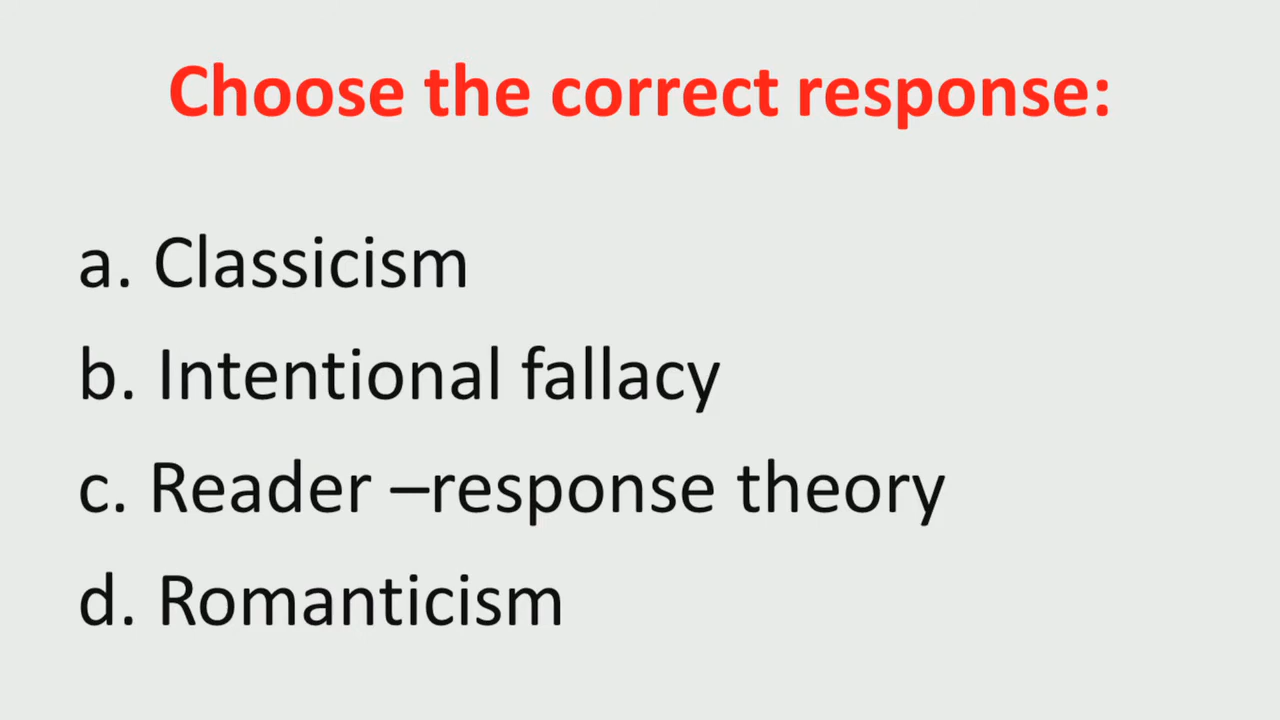 Choose the correct response:
a. Classicism
b. Intentional fallacy
c. Reader –response theory
d. Romanticism